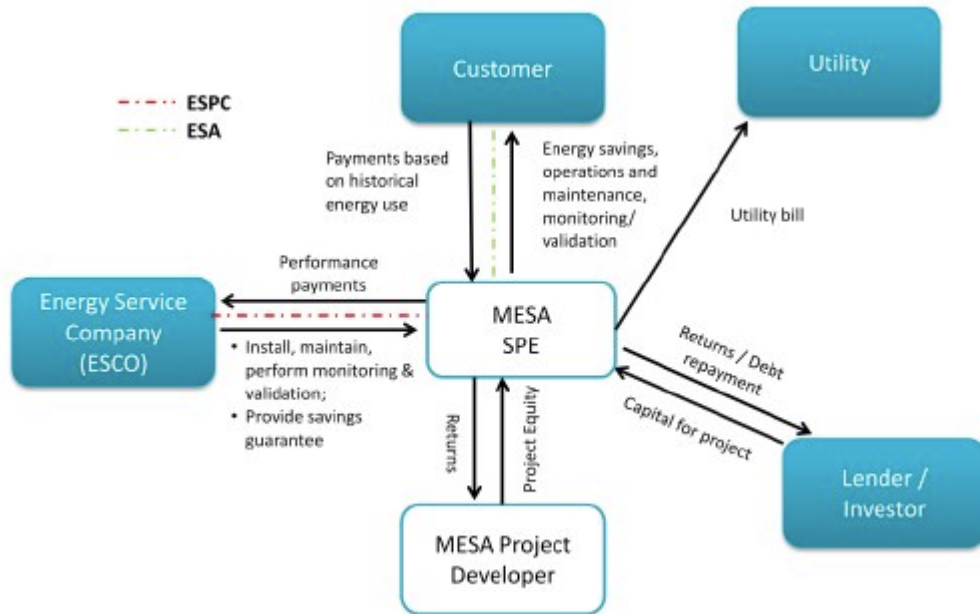 Customer
Utility
ESPC
ESA
Payments based
on historical
energy use
Energy savings,
operations and
maintenance,
monitoring/
validation
Utility bill
Energy Service
Company
(ESCO)
Performance
payments
• Install, maintain,
perform monitoring &
validation;
• Provide savings
guarantee
MESA
SPE
Returns / Debt
repayment
Capital for project
Returns
Project Equity
Lender /
Investor
MESA Project
Developer